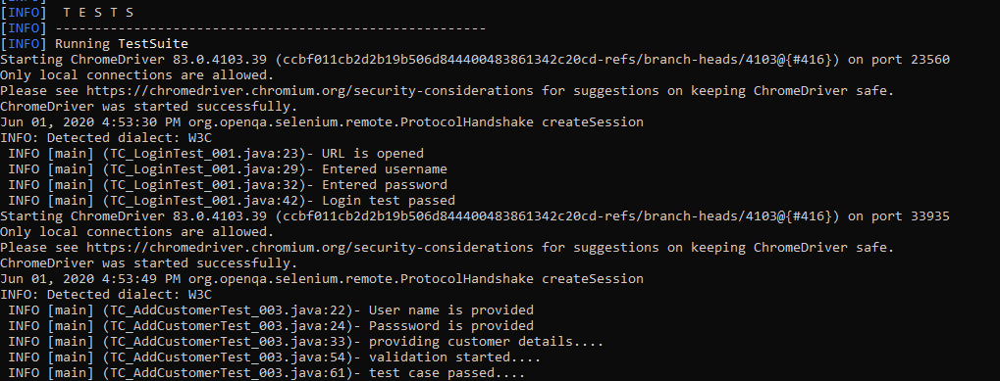 [INFO]  T E S T S
[INFO] -------------------------------------------------------
[INFO] Running TestSuite
Starting ChromeDriver 83.0.4103.39 (ccbf011cb2d2b19b506d844400483861342c20cd-refs/branch-heads/4103@{#416}) on port 23560
Only local connections are allowed.
Please see https://chromedriver.chromium.org/security-considerations for suggestions on keeping ChromeDriver safe.
ChromeDriver was started successfully.
Jun 01, 2020 4:53:30 PM org.openqa.selenium.remote.ProtocolHandshake createSession
INFO: Detected dialect: W3C
 INFO [main] (TC_LoginTest_001.java:23)- URL is opened
 INFO [main] (TC_LoginTest_001.java:29)- Entered username
 INFO [main] (TC_LoginTest_001.java:32)- Entered password
 INFO [main] (TC_LoginTest_001.java:42)- Login test passed
Starting ChromeDriver 83.0.4103.39 (ccbf011cb2d2b19b506d844400483861342c20cd-refs/branch-heads/4103@{#416}) on port 33935
Only local connections are allowed.
Please see https://chromedriver.chromium.org/security-considerations for suggestions on keeping ChromeDriver safe.
ChromeDriver was started successfully.
Jun 01, 2020 4:53:49 PM org.openqa.selenium.remote.ProtocolHandshake createSession
INFO: Detected dialect: W3C
 INFO [main] (TC_AddCustomerTest_003.java:22)- User name is provided
 INFO [main] (TC_AddCustomerTest_003.java:24)- Passsword is provided
 INFO [main] (TC_AddCustomerTest_003.java:33)- providing customer details....
 INFO [main] (TC_AddCustomerTest_003.java:54)- validation started....
 INFO [main] (TC_AddCustomerTest_003.java:61)- test case passed....